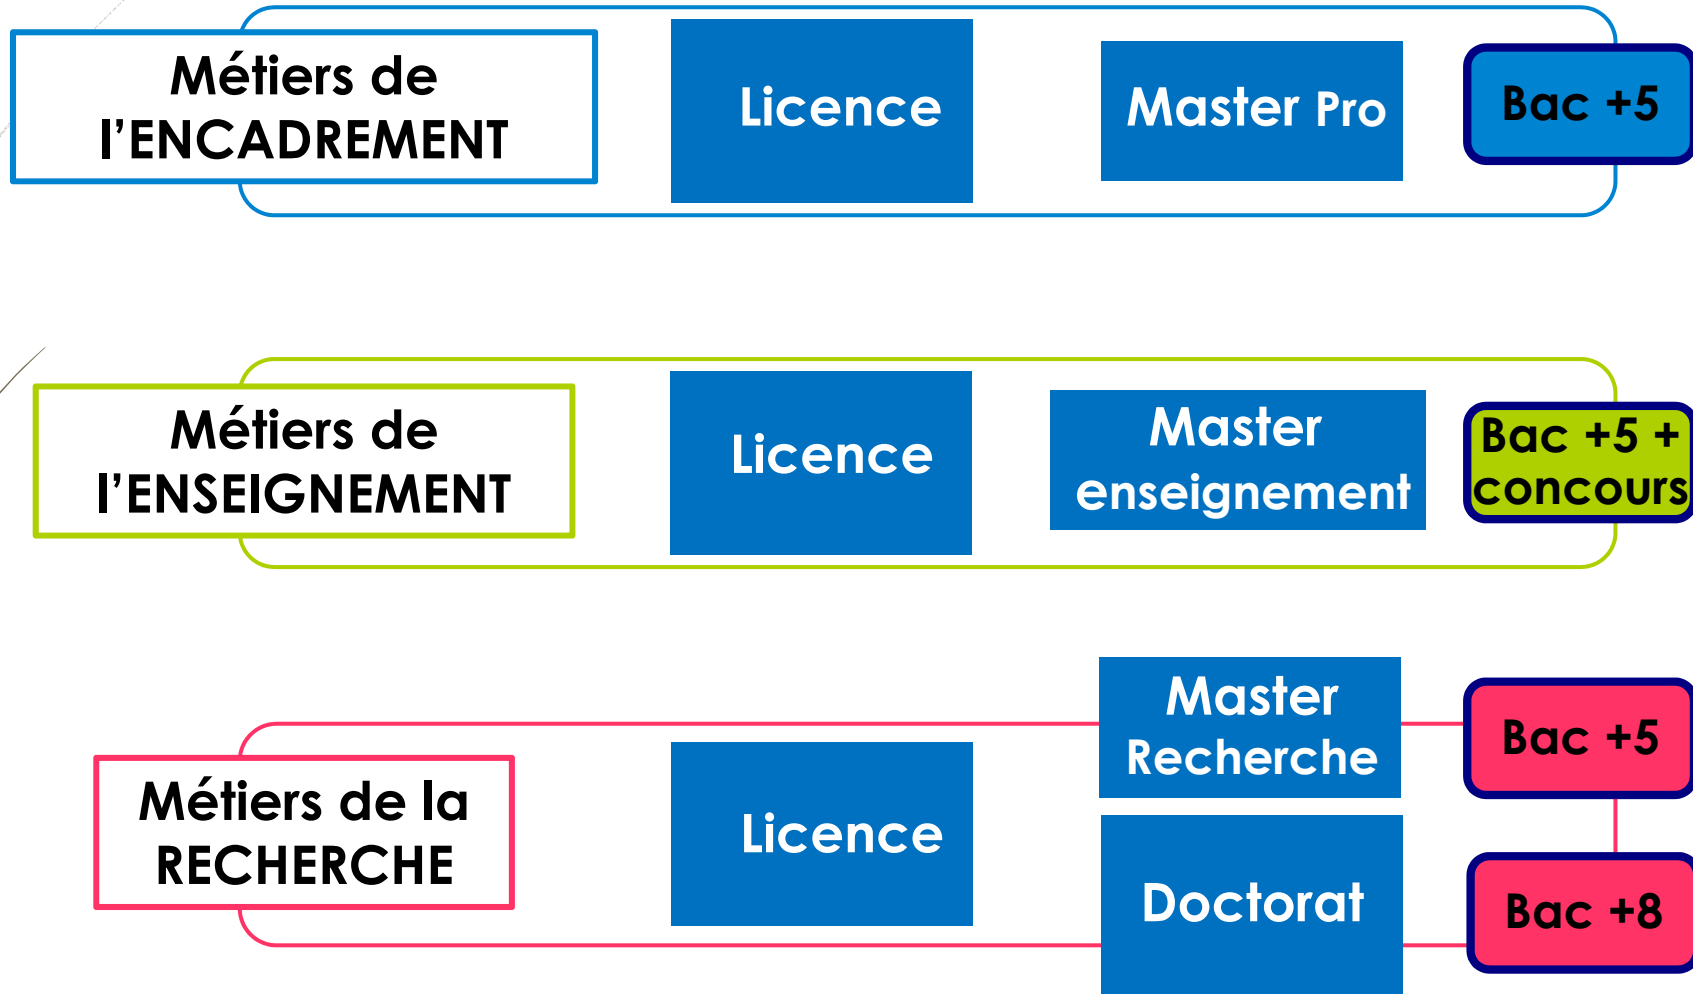 Métiers de
l’ENCADREMENT
Licence
Master Pro
Bac +5
Métiers de
l’ENSEIGNEMENT
Licence
Master
enseignement
Bac +5 +
concours
Métiers de la
RECHERCHE
Licence
Master
Recherche
Bac +5
Doctorat
Bac +8